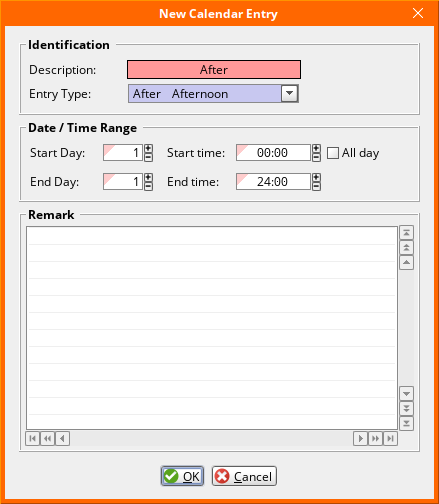 New Calendar Entry
Identification
Description: After
Entry Type: After Afternoon
Date / Time Range
Start Day: 1 Start time: 00:00 All day
End Day: 1 End time: 24:00
Remark
OK Cancel